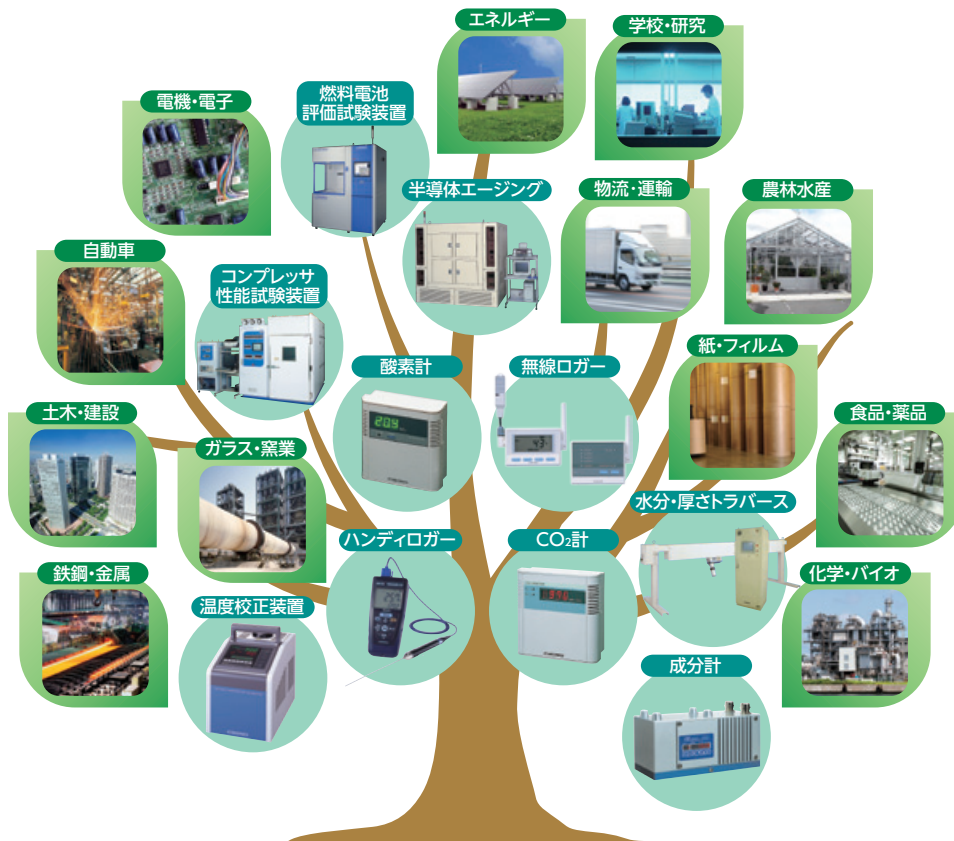 エネルギー
学校・研究
電機・電子
燃料電池
評価試験装置
半導体エージング
物流・運輸
農林水産
自動車
コンプレッサ
性能試験装置
酸素計
無線ロガー
紙・フィルム
土木・建設
ガラス・窯業
食品・薬品
水分・厚さトラバース
ハンディロガー
CO₂計
鉄鋼・金属
温度校正装置
化学・バイオ
成分計